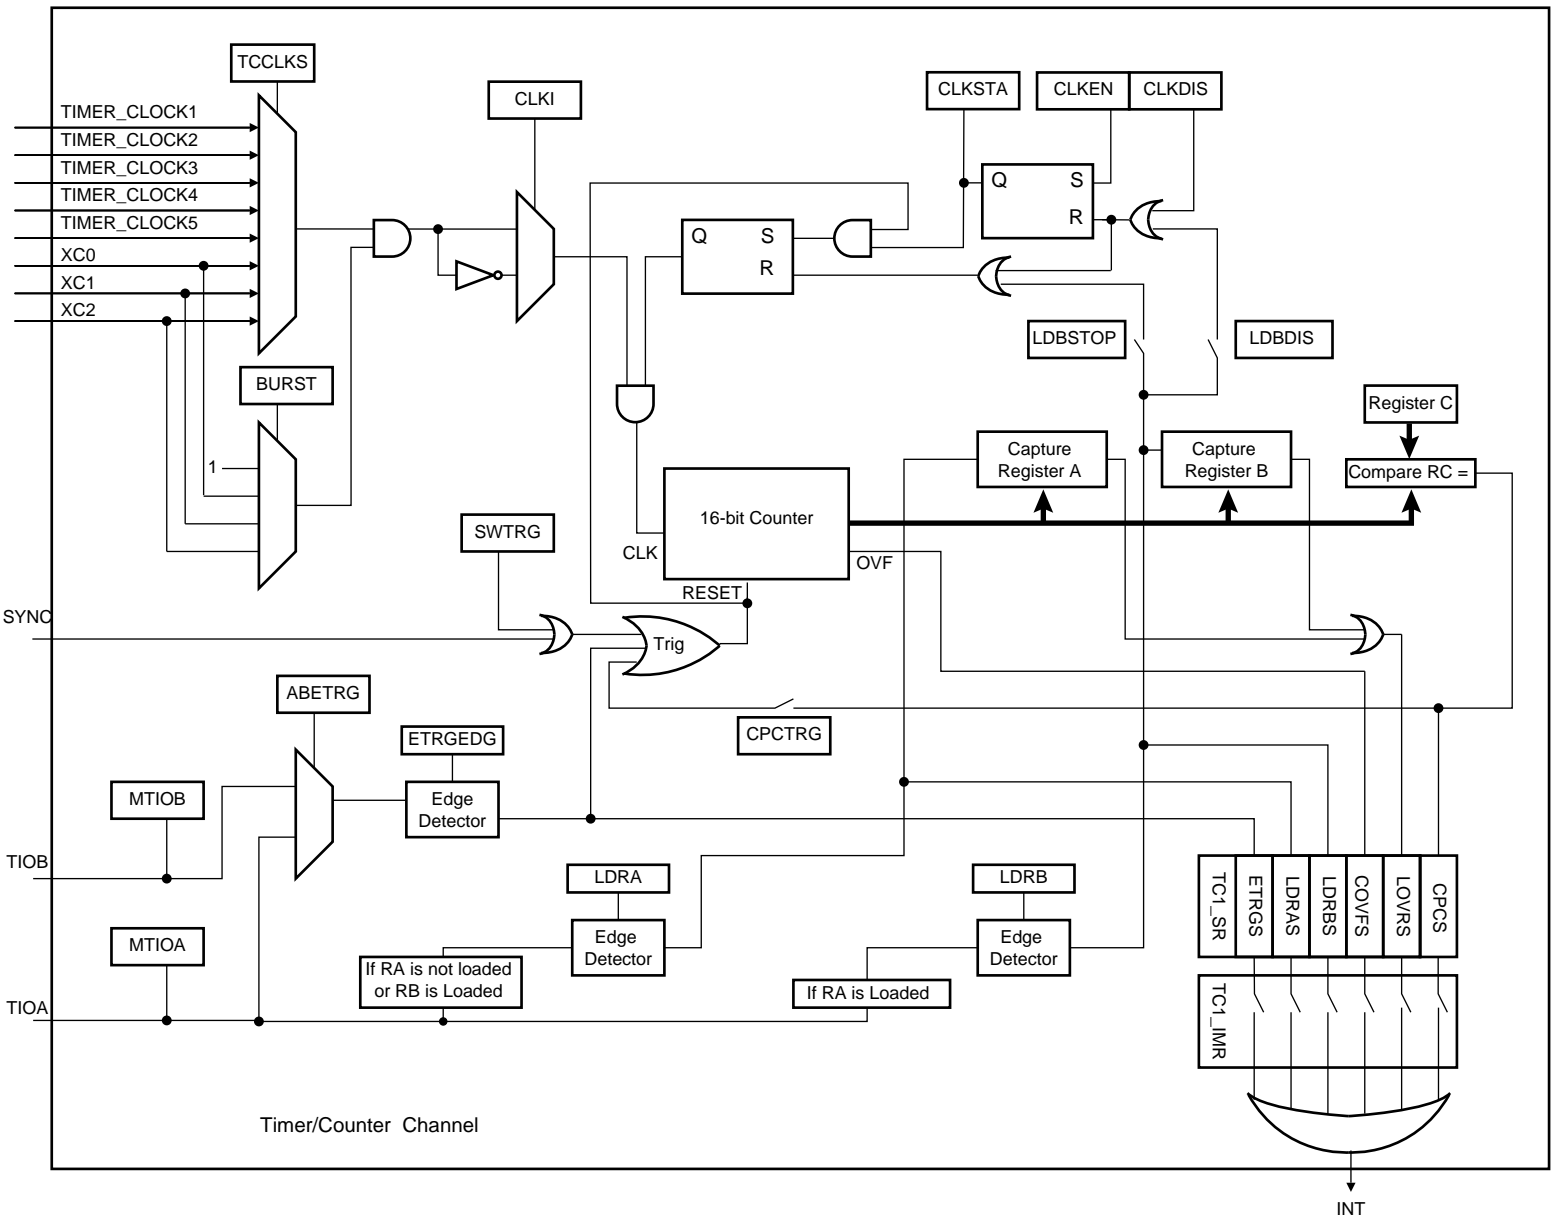 TCCLKS
TIMER_CLOCK1
TIMER_CLOCK2
TIMER_CLOCK3
TIMER_CLOCK4
TIMER_CLOCK5
XC0
XC1
XC2
CLKI
CLKSTA
CLKEN
CLKDIS
Q
S
R
Q
S
R
LDBSTOP
LDBDIS
BURST
1
Register C
Capture
Register A
Capture
Register B
Compare RC =
16-bit Counter
SWTRG
CLK
OVF
RESET
SYNC
Trig
ABETRG
CPCTRG
ETRGEDG
MTIOB
Edge
Detector
TIOB
LDRA
LDRB
MTIOA
Edge
Detector
Edge
Detector
If RA is not loaded
or RB is Loaded
If RA is Loaded
TIOA
TC1_SR
ETRGS
LDRAS
LDRBS
COVFS
LOVRS
CPCS
TC1_IMR
Timer/Counter Channel
INT